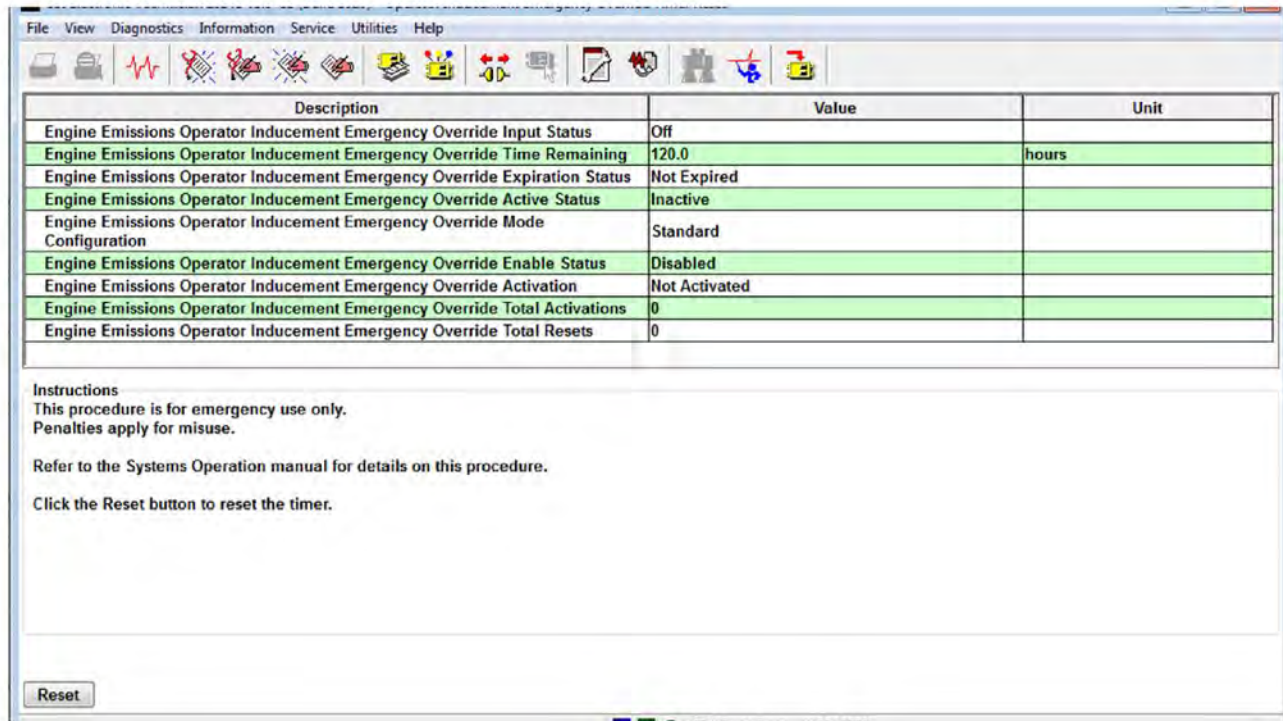 File View Diagnostics Information Service Utilities Help
Description Value Unit
Engine Emissions Operator Inducement Emergency Override Input Status Off
Engine Emissions Operator Inducement Emergency Override Time Remaining 120.0 hours
Engine Emissions Operator Inducement Emergency Override Expiration Status Not Expired
Engine Emissions Operator Inducement Emergency Override Active Status Inactive
Engine Emissions Operator Inducement Emergency Override Mode
Configuration Standard
Engine Emissions Operator Inducement Emergency Override Enable Status Disabled
Engine Emissions Operator Inducement Emergency Override Activation Not Activated
Engine Emissions Operator Inducement Emergency Override Total Activations 0
Engine Emissions Operator Inducement Emergency Override Total Resets 0
Instructions
This procedure is for emergency use only.
Penalties apply for misuse.
Refer to the Systems Operation manual for details on this procedure.
Click the Reset button to reset the timer.
Reset